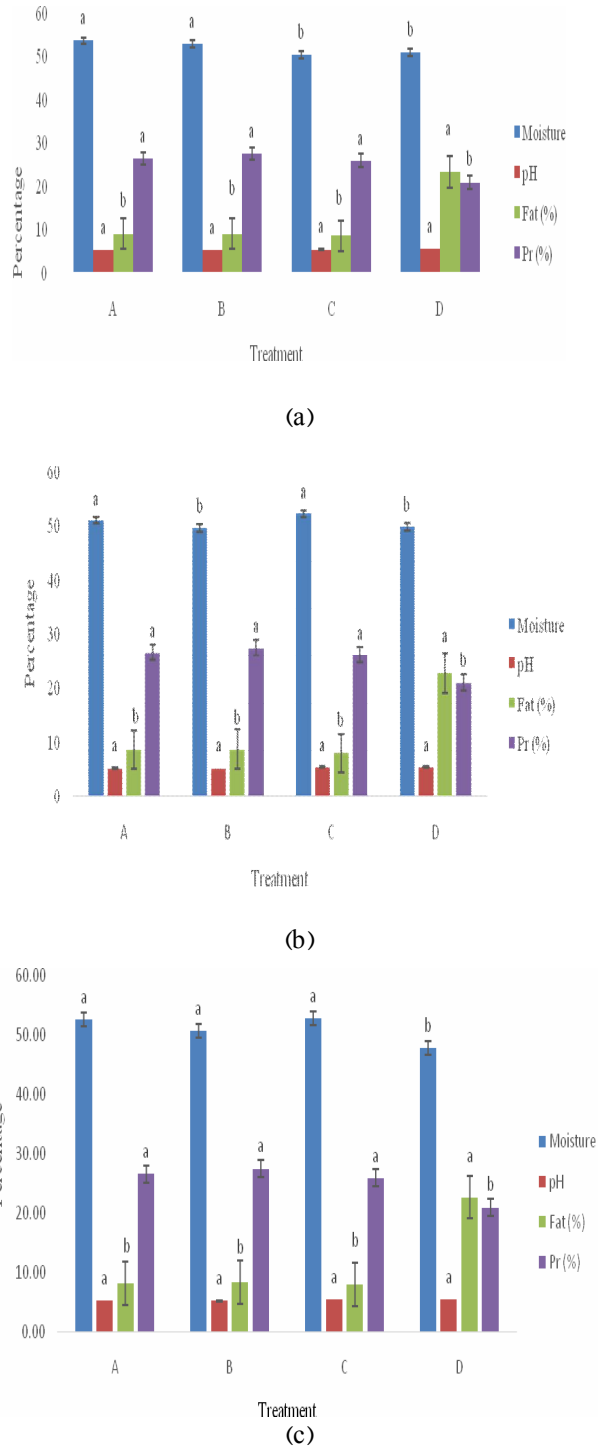 60
a
a
b
b
50
40
30
a
a
a
a
b
Moisture
pH
Fat (%)
Pr (%)
20
10
a
b
a
b
a
b
a
0
Percentage
A
B
C
D
Treatment
(a)
60
a
b
a
b
50
40
30
a
a
a
a
b
Moisture
pH
Fat (%)
Pr (%)
20
10
a
b
a
b
a
b
a
0
Percentage
A
B
C
D
Treatment
(b)
60.00
a
a
a
b
50.00
40.00
30.00
a
a
a
a
b
Moisture
pH
Fat (%)
Pr (%)
20.00
10.00
a
b
a
b
a
b
a
0.00
A
B
C
D
Treatment
(c)